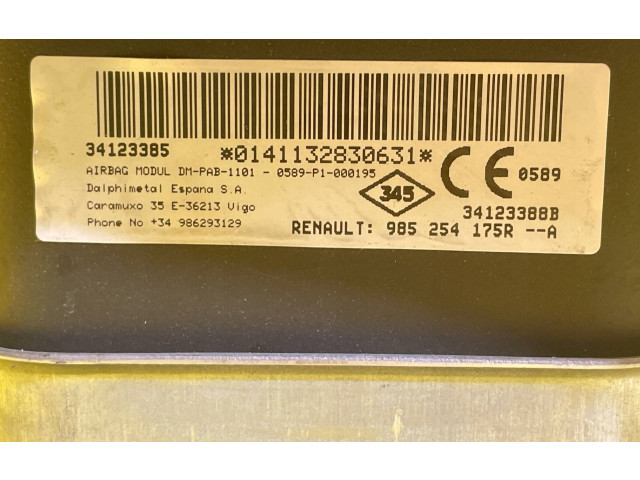 34123385 *0141132830631*
AIRBAG MODUL DM-PAB-1101 - 0589-P1-000195
Dalphimetal Espana S.A.
Caramuxo 35 E-36213 Vigo
Phone No +34 986293129
345
CE 0589
34123388B
RENAULT: 985 254 175R --A